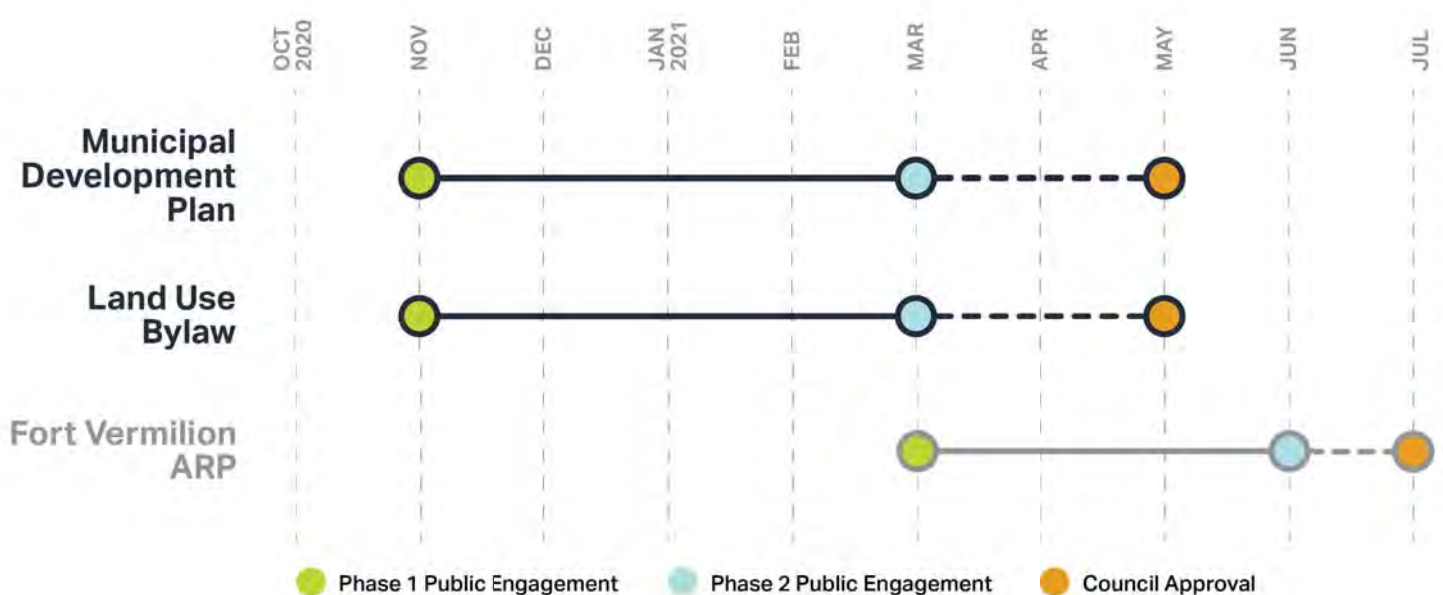 OCT
2020
NOV
DEC
JAN
2021
FEB
MAR
APR
MAY
JUN
JUL
Municipal
Development
Plan
Land Use
Bylaw
Fort Vermilion
ARP
Phase 1 Public Engagement
Phase 2 Public Engagement
Council Approval